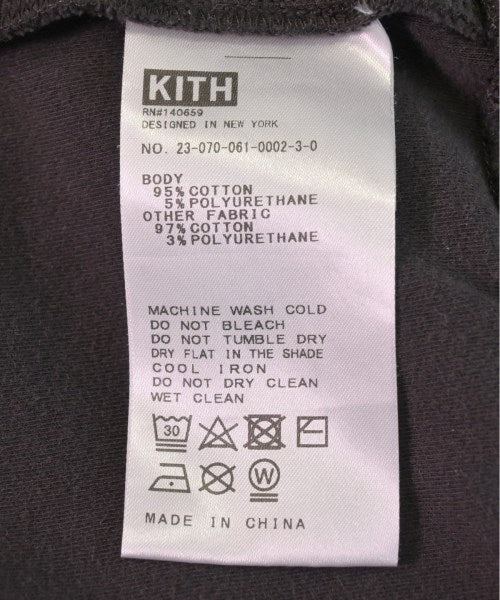 KITH
RN#140659
DESIGNED IN NEW YORK
NO. 23-070-061-0002-3-0
BODY
95% COTTON
5% POLYURETHANE
OTHER FABRIC
97% COTTON
3% POLYURETHANE
MACHINE WASH COLD
DO NOT BLEACH
DO NOT TUMBLE DRY
DRY FLAT IN THE SHADE
COOL IRON
DO NOT DRY CLEAN
WET CLEAN
30
W
MADE IN CHINA